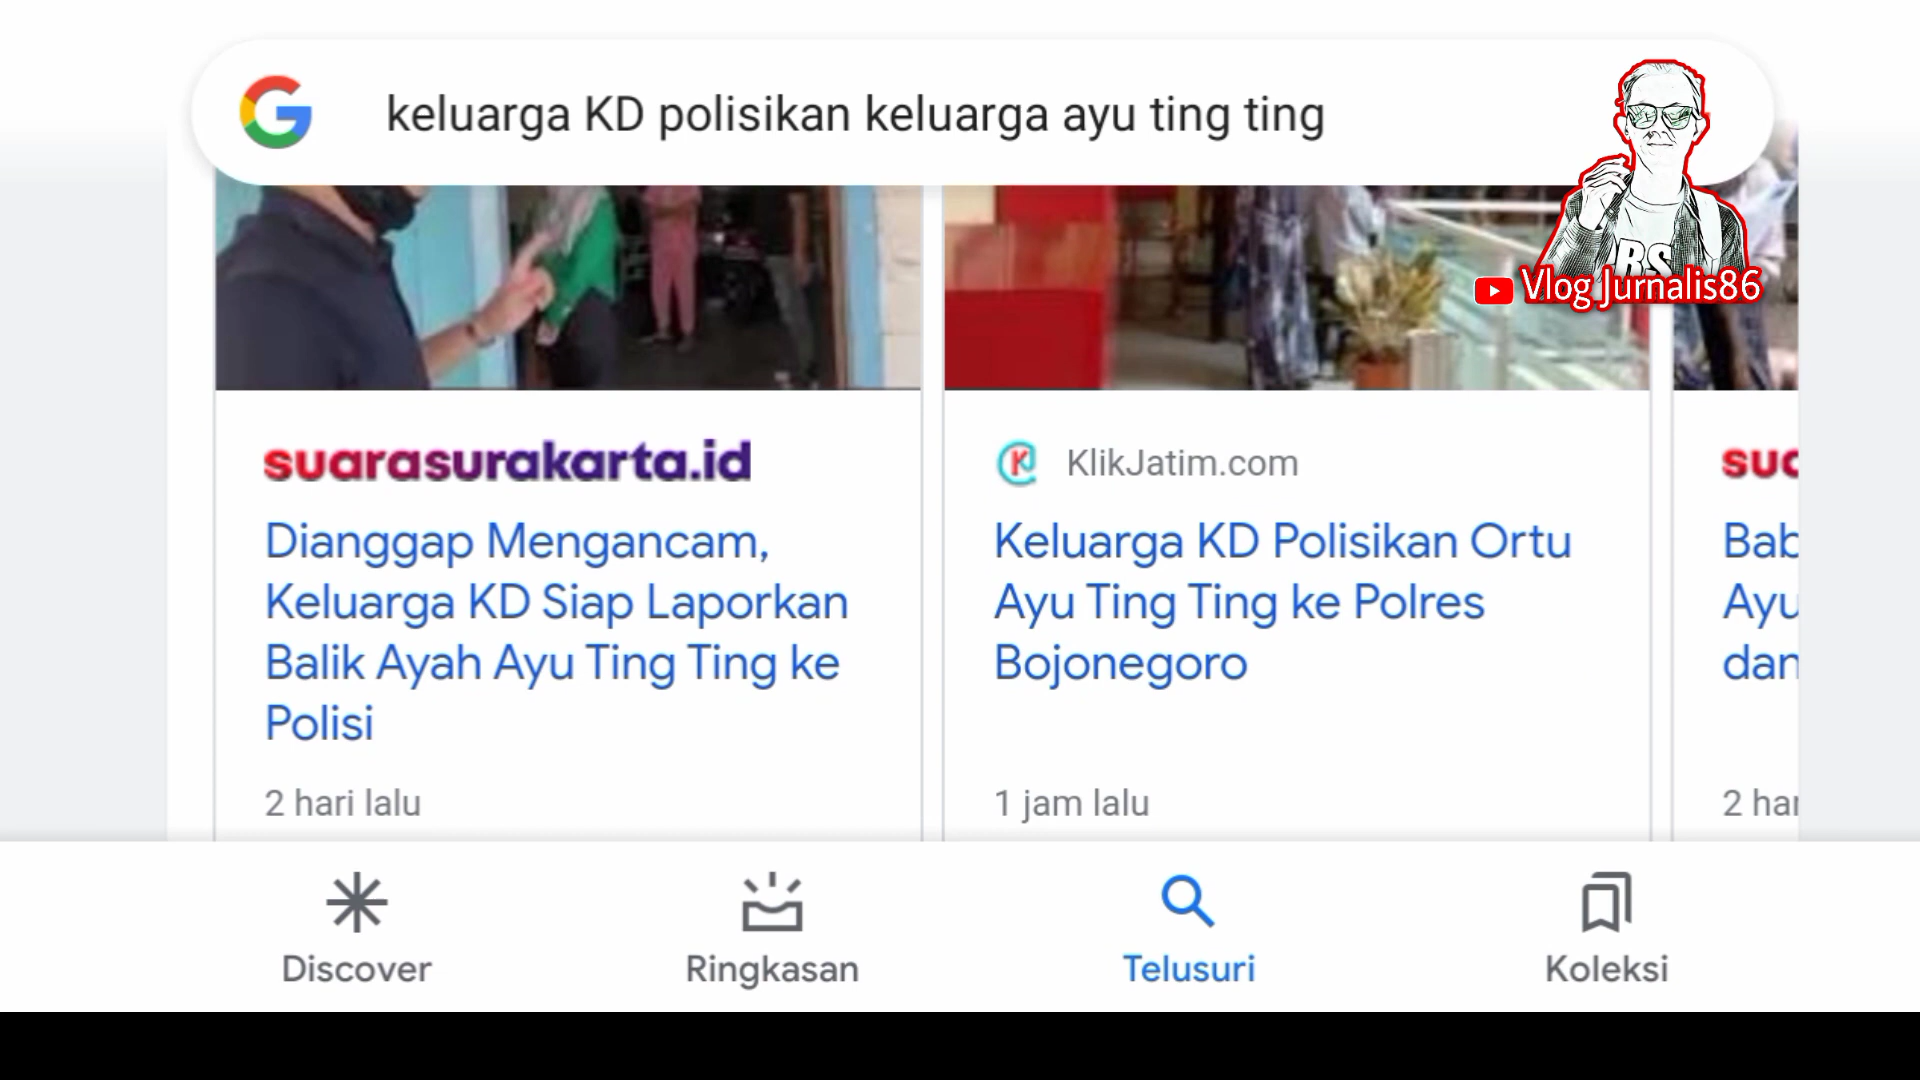 keluarga KD polisikan keluarga ayu ting ting
BS
Vlog Jurnalis86
suarasurakarta.id
Dianggap Mengancam,
Keluarga KD Siap Laporkan
Balik Ayah Ayu Ting Ting ke
Polisi
2 hari lalu
KlikJatim.com
Keluarga KD Polisikan Ortu
Ayu Ting Ting ke Polres
Bojonegoro
1 jam lalu
Ayu
Discover
Ringkasan
Telusuri
Koleksi